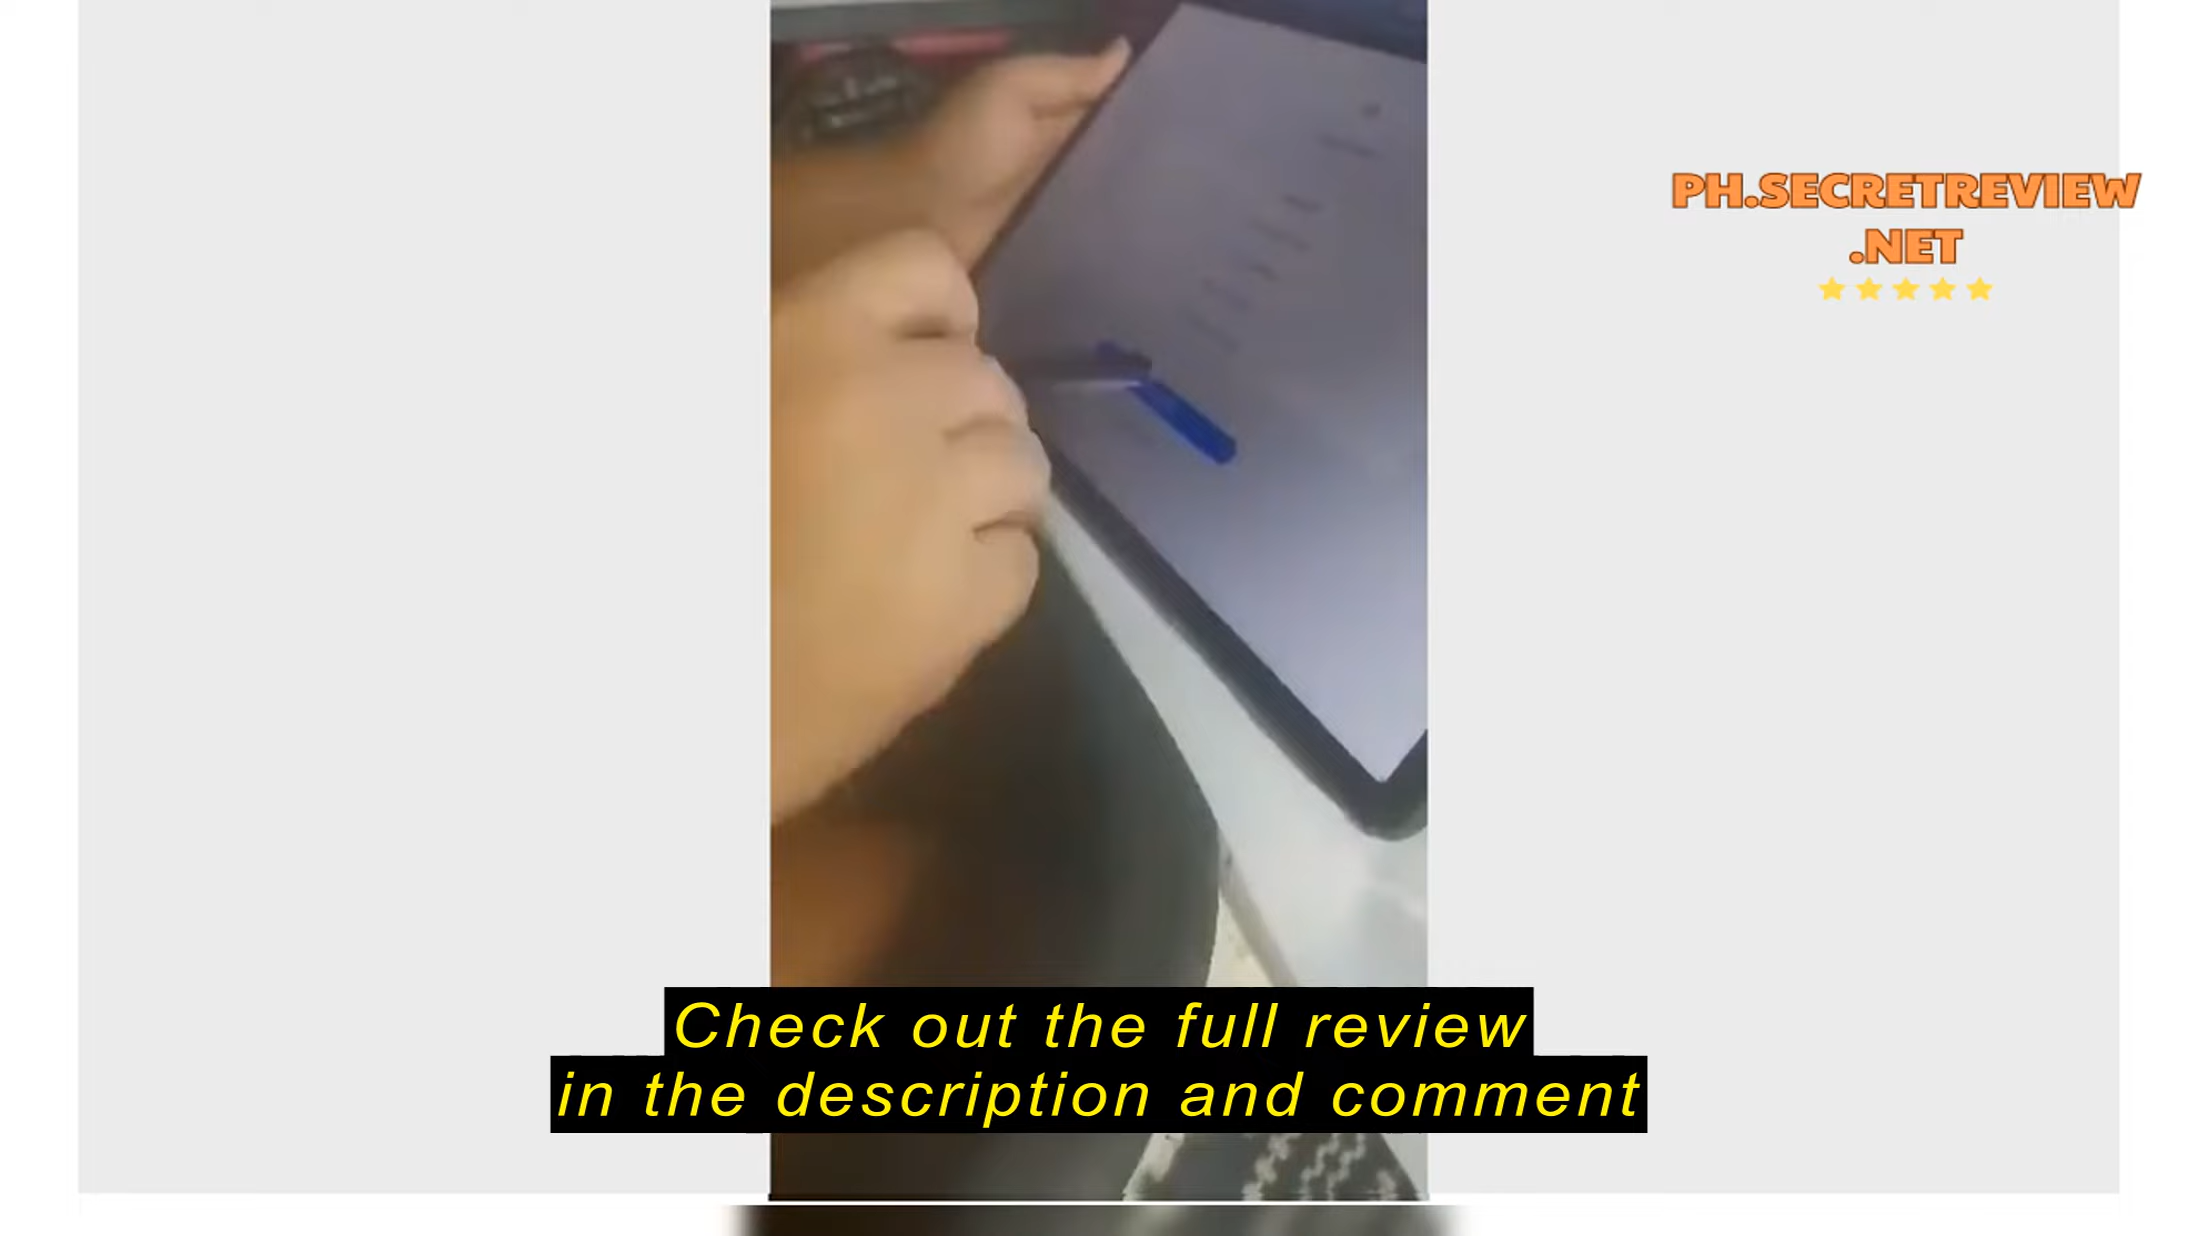 PH.SECRETREVIEW
.NET
Check out the full review
in the description and comment